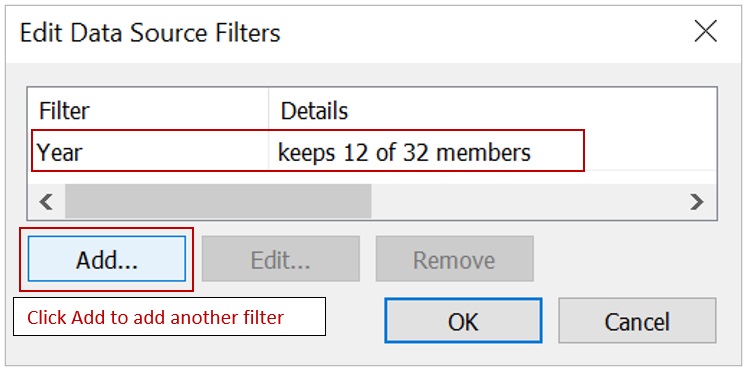 Edit Data Source Filters
Filter Details
Year keeps 12 of 32 members
Add... Edit... Remove
Click Add to add another filter
OK Cancel